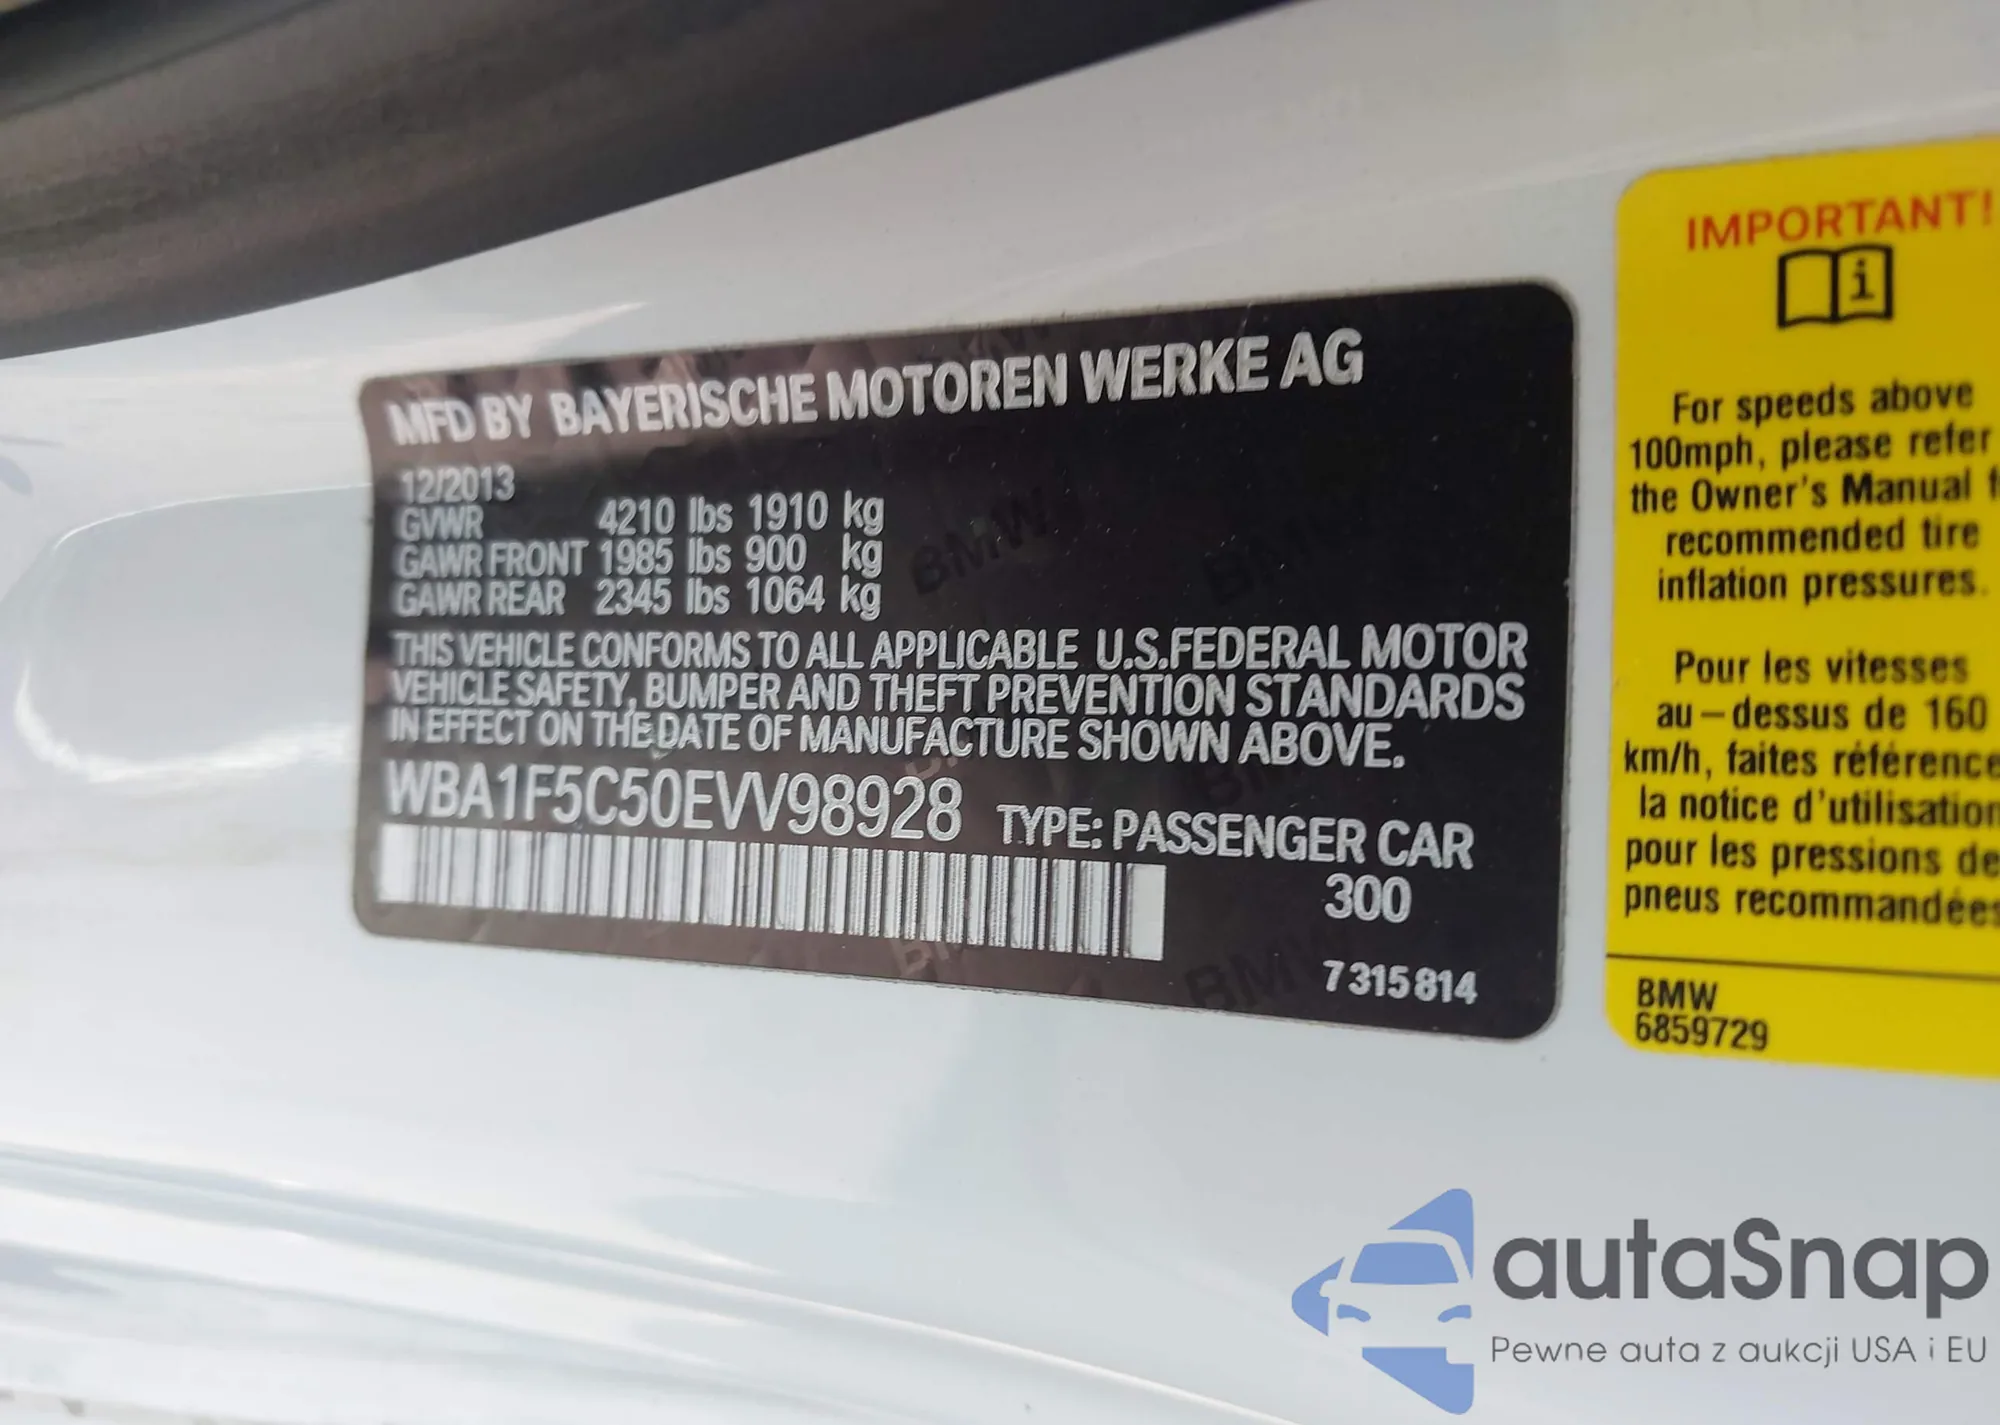 MFD BY BAYERISCHE MOTOREN WERKE AG
12/2013
GVWR 4210 lbs 1910 kg
GAWR FRONT 1985 lbs 900 kg
GAWR REAR 2345 lbs 1064 kg
THIS VEHICLE CONFORMS TO ALL APPLICABLE U.S.FEDERAL MOTOR
VEHICLE SAFETY, BUMPER AND THEFT PREVENTION STANDARDS
IN EFFECT ON THE DATE OF MANUFACTURE SHOWN ABOVE.
WBA1F5C50EVV98928 TYPE: PASSENGER CAR
300
7315814
IMPORTANT!
i
For speeds above
100mph, please refer
the Owner's Manual f
recommended tire
inflation pressures.
Pour les vitesses
au-dessus de 160
km/h, faites référence
la notice d'utilisation
pour les pressions de
pneus recommandées
BMW
6859729
autaSnap
Pewne auta z aukcji USA i EU